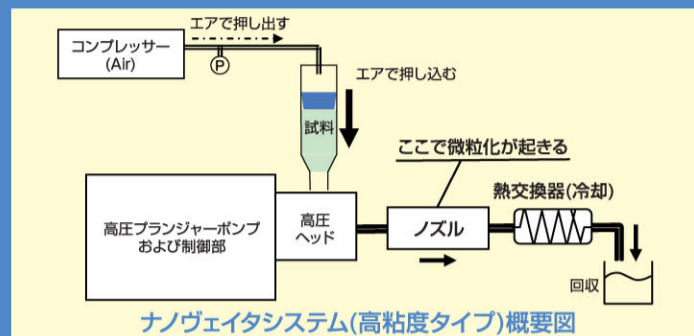 エアで押し出す
コンプレッサー
(Air)
P
エアで押し込む
試料
ここで微粒化が起きる
熱交換器(冷却)
高圧プランジャーポンプ
および制御部
高圧
ヘッド
ノズル
回収
ナノヴェイタシステム(高粘度タイプ)概要図